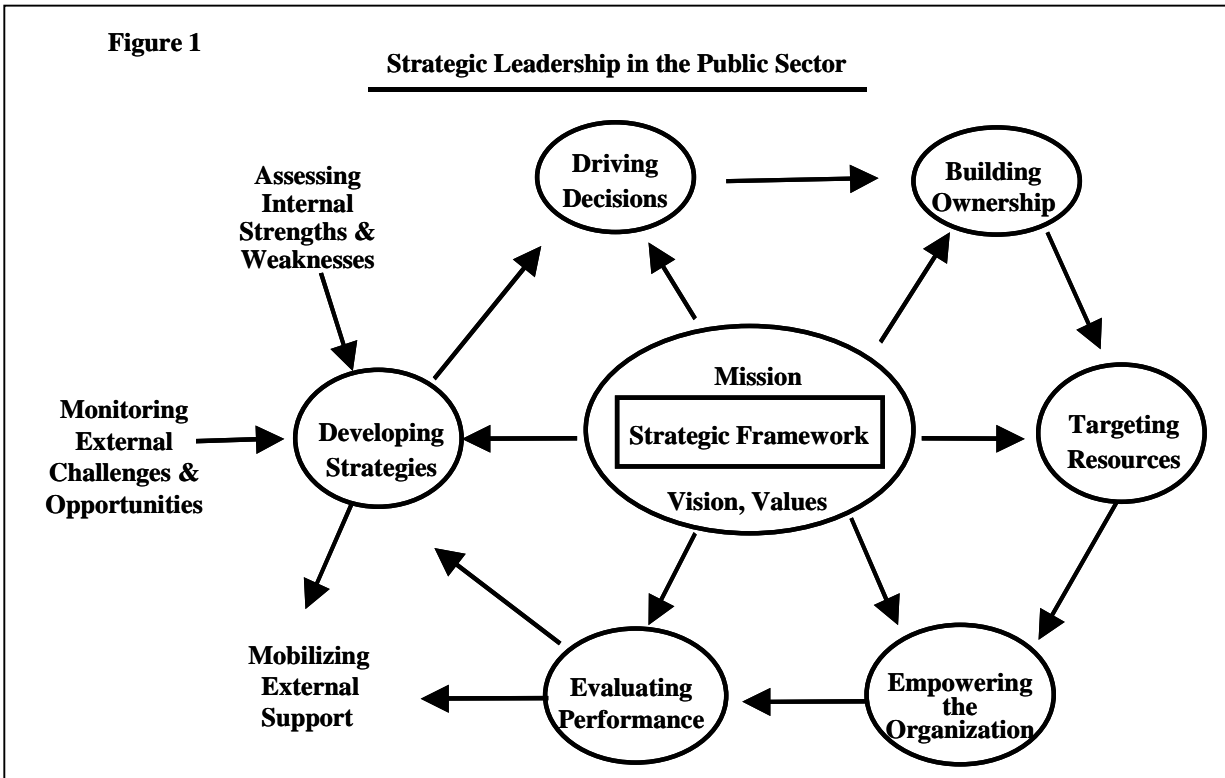 Figure 1
Strategic Leadership in the Public Sector
Assessing
Internal
Strengths &
Weaknesses
Driving
Decisions
Building
Ownership
Monitoring
External
Challenges &
Opportunities
Developing
Strategies
Mission
Strategic Framework
Vision, Values
Targeting
Resources
Mobilizing
External
Support
Evaluating
Performance
Empowering
the
Organization